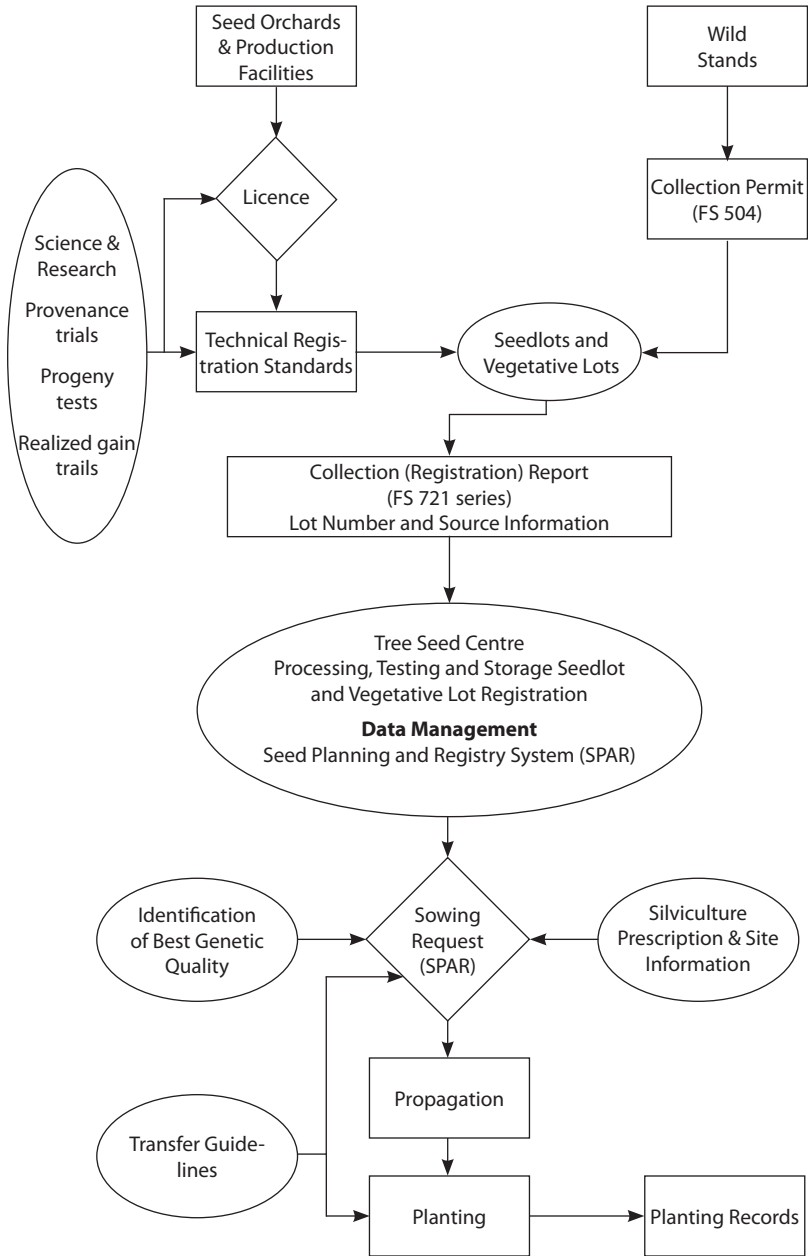 Seed Orchards
& Production
Facilities
Wild
Stands
Licence
Collection Permit
(FS 504)
Science &
Research
Provenance
trials
Progeny
tests
Realized gain
trails
Technical Regis-
tration Standards
Seedlots and
Vegetative Lots
Collection (Registration) Report
(FS 721 series)
Lot Number and Source Information
Tree Seed Centre
Processing, Testing and Storage Seedlot
and Vegetative Lot Registration
Data Management
Seed Planning and Registry System (SPAR)
Identification
of Best Genetic
Quality
Sowing
Request
(SPAR)
Silviculture
Prescription & Site
Information
Propagation
Transfer Guide-
lines
Planting
Planting Records